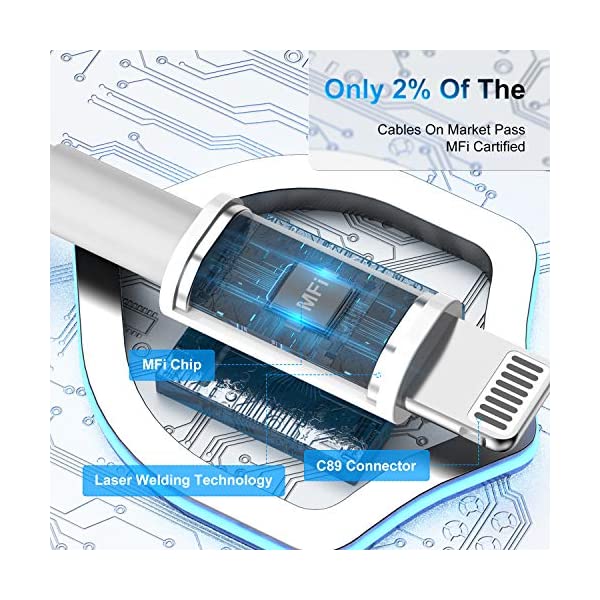 Only 2% Of The
Cables On Market Pass
MFi Cartified
MFi
MFi Chip
C89 Connector
Laser Welding Technology